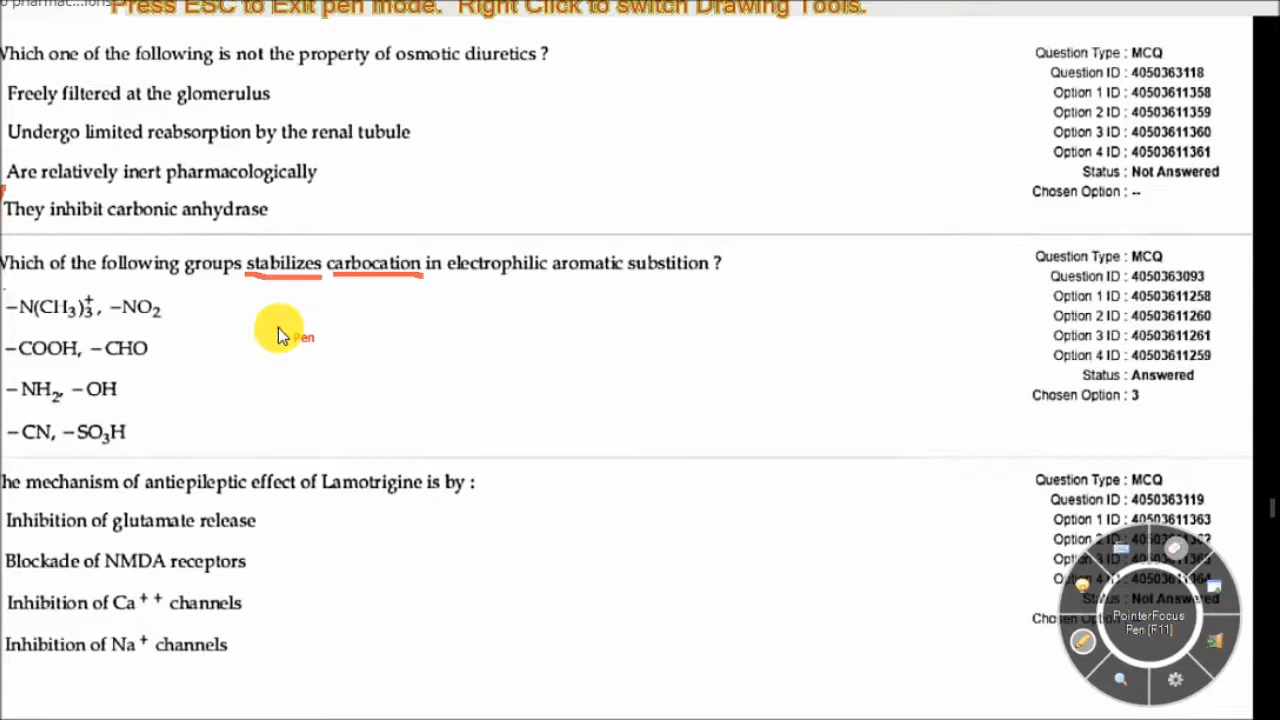 Press ESC to Exit pen mode. Right Click to switch Drawing Tools.
Which one of the following is not the property of osmotic diuretics ?
Freely filtered at the glomerulus
Undergo limited reabsorption by the renal tubule
Are relatively inert pharmacologically
They inhibit carbonic anhydrase
Question Type : MCQ
Question ID : 4050363118
Option 1 ID : 40503611358
Option 2 ID : 40503611359
Option 3 ID : 40503611360
Option 4 ID : 40503611361
Status : Not Answered
Chosen Option : --
Which of the following groups stabilizes carbocation in electrophilic aromatic substition ?
–N(CH₃)₃⁺, –NO₂
–COOH, –CHO
–NH₂, –OH
–CN, –SO₃H
Pen
Question Type : MCQ
Question ID : 4050363093
Option 1 ID : 40503611258
Option 2 ID : 40503611260
Option 3 ID : 40503611261
Option 4 ID : 40503611259
Status : Answered
Chosen Option : 3
he mechanism of antiepileptic effect of Lamotrigine is by :
Inhibition of glutamate release
Blockade of NMDA receptors
Inhibition of Ca⁺⁺ channels
Inhibition of Na⁺ channels
Question Type : MCQ
Question ID : 4050363119
Option 1 ID : 40503611363
Status : Not Answered
PointerFocus
Pen [F11]